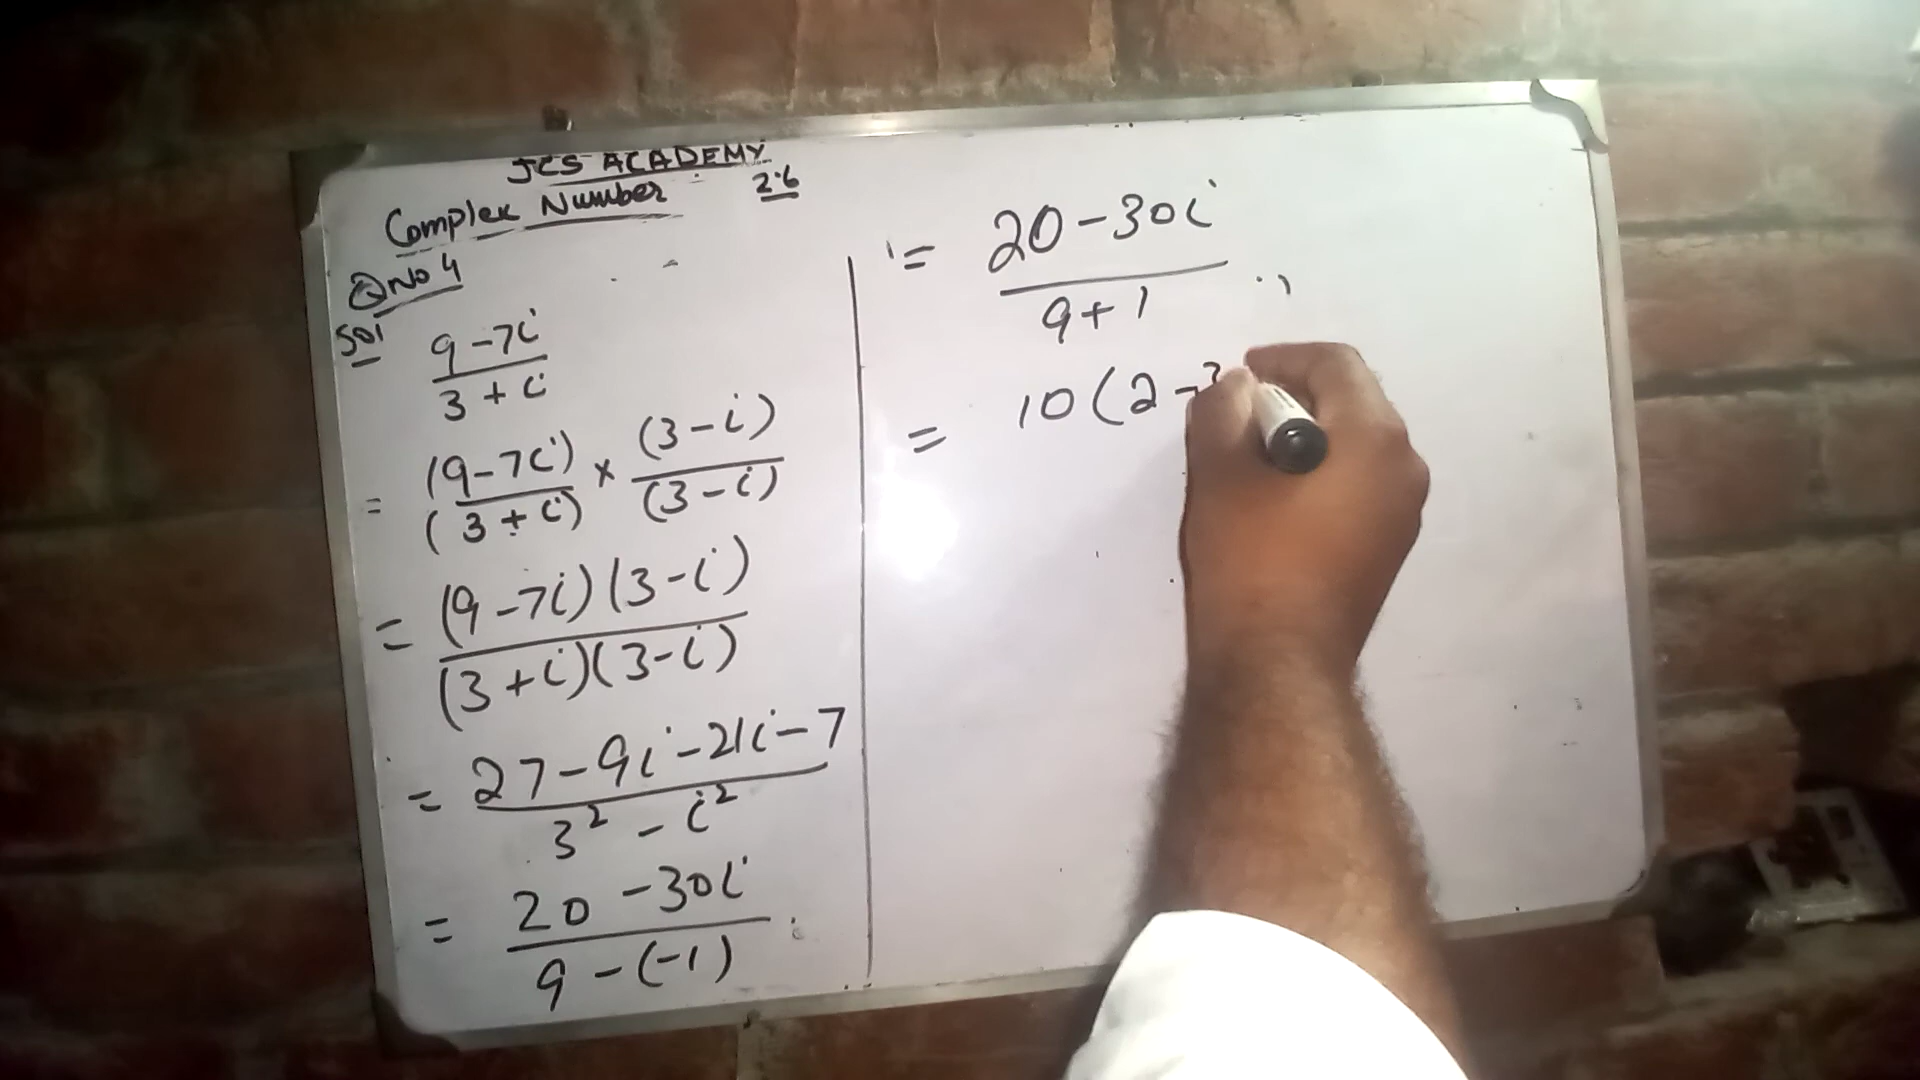 JCS ACADEMY
Complex Number : 2.6
Q No 4
Sol
9-7i
3+i
= (9-7i) × (3-i)
(3+i) (3-i)
= (9-7i)(3-i)
(3+i)(3-i)
= 27-9i-21i-7
3² - i²
= 20 -30i
9-(-1)
= 20-30i
9+1
= 10(2-3